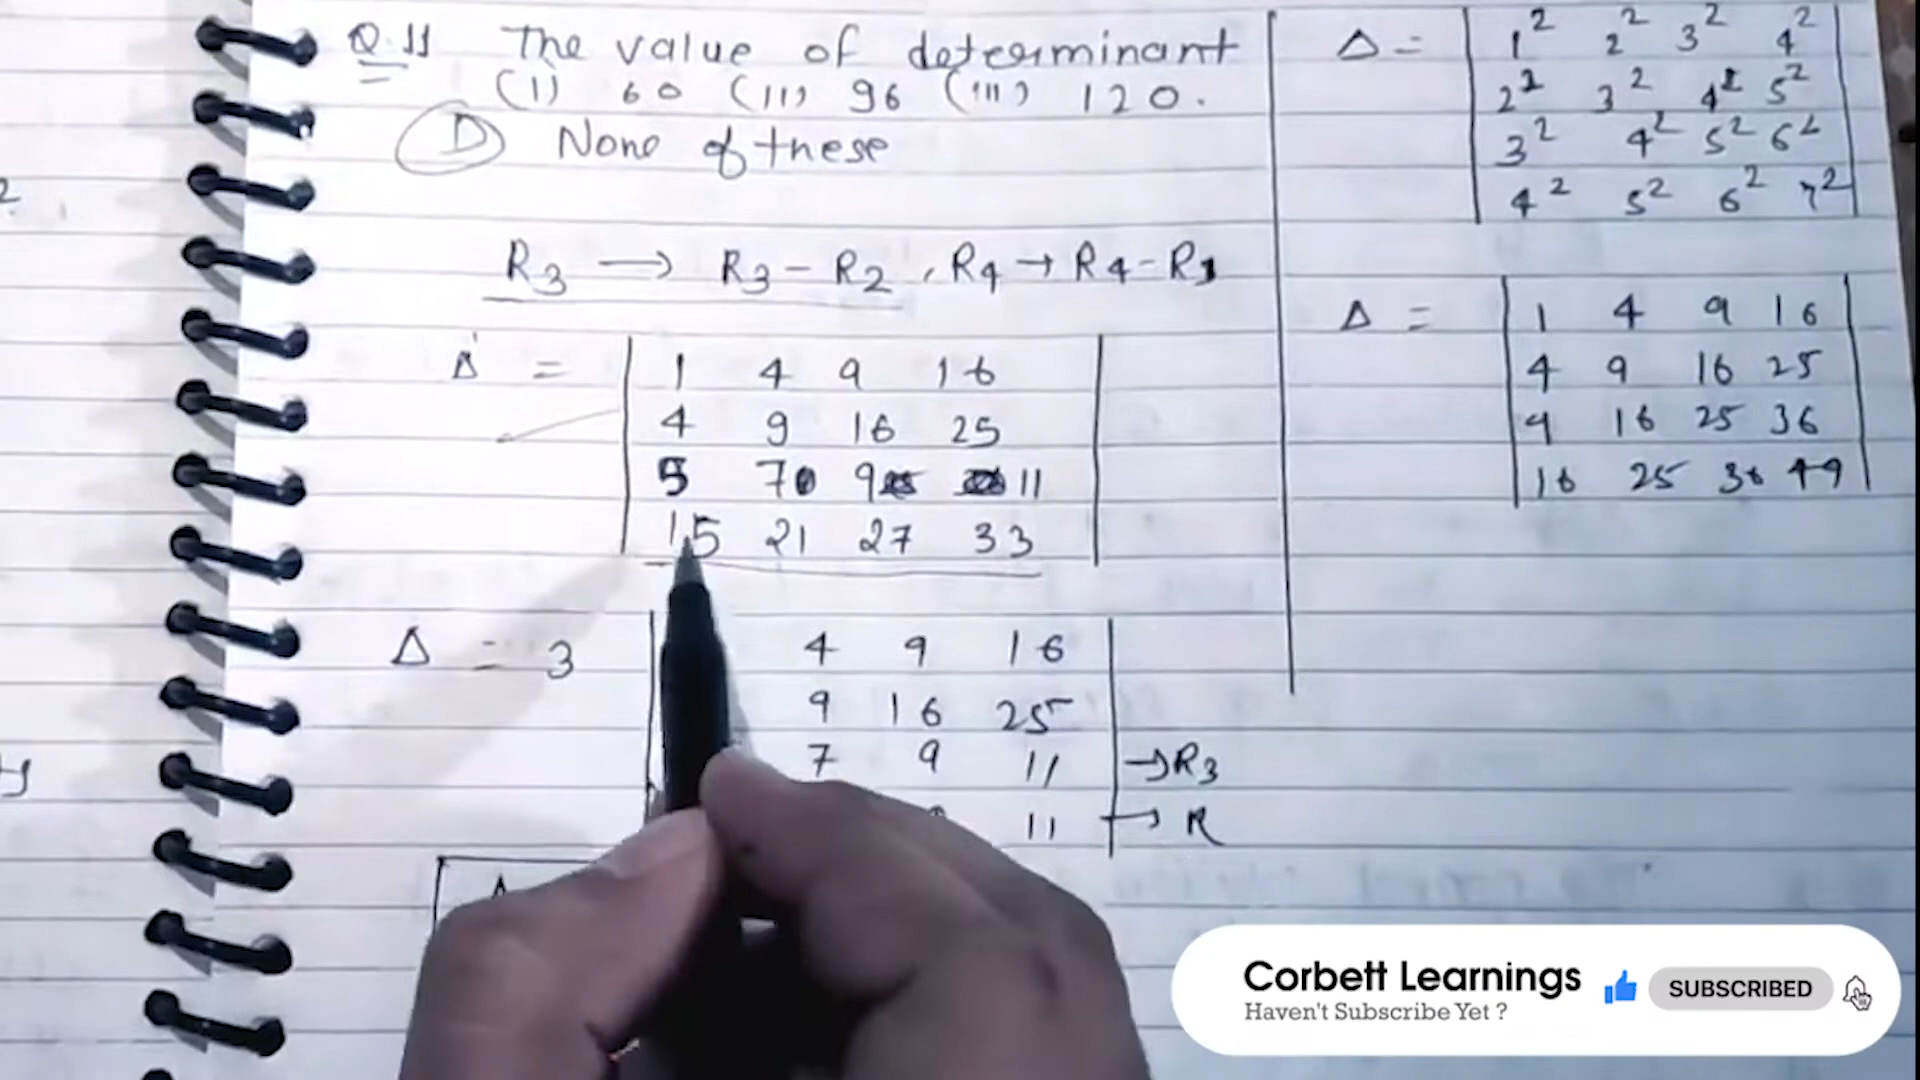 Q.11 The value of determinant
(I) 60 (II) 96 (III) 120.
D None of these
R3 → R3 - R2, R4 → R4 - R1
Δ =
1 4 9 16
4 9 16 25
5 7 9 11
15 21 27 33
Δ = 3
4 9 16
9 16 25
7 9 11 → R3
11 → R
Δ =
1² 2² 3² 4²
2² 3² 4² 5²
3² 4² 5² 6²
4² 5² 6² 7²
Δ =
1 4 9 16
4 9 16 25
9 16 25 36
16 25 36 49
Corbett Learnings
Haven't Subscribe Yet ?
SUBSCRIBED